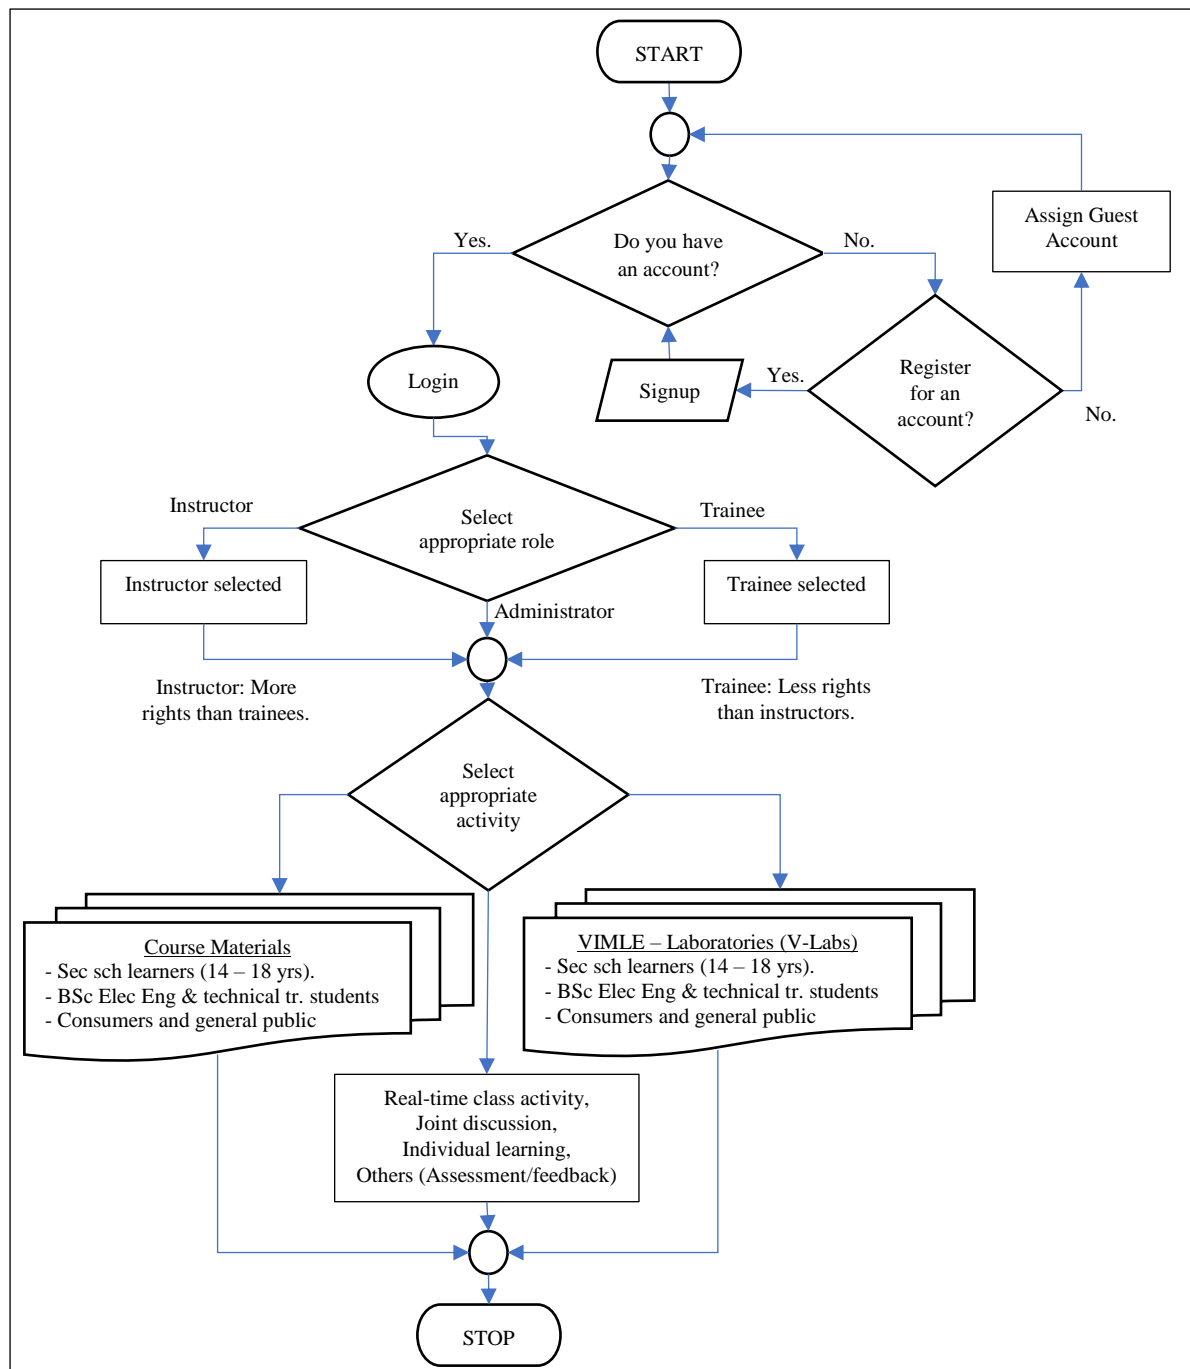 START
Assign Guest
Account
Yes.
Do you have
an account?
No.
Login
Signup
Yes.
Register
for an
account?
No.
Instructor
Select
appropriate role
Trainee
Instructor selected
Trainee selected
Administrator
Instructor: More
rights than trainees.
Trainee: Less rights
than instructors.
Select
appropriate
activity
Course Materials
- Sec sch learners (14 – 18 yrs).
- BSc Elec Eng & technical tr. students
- Consumers and general public
VIMLE – Laboratories (V-Labs)
- Sec sch learners (14 – 18 yrs).
- BSc Elec Eng & technical tr. students
- Consumers and general public
Real-time class activity,
Joint discussion,
Individual learning,
Others (Assessment/feedback)
STOP